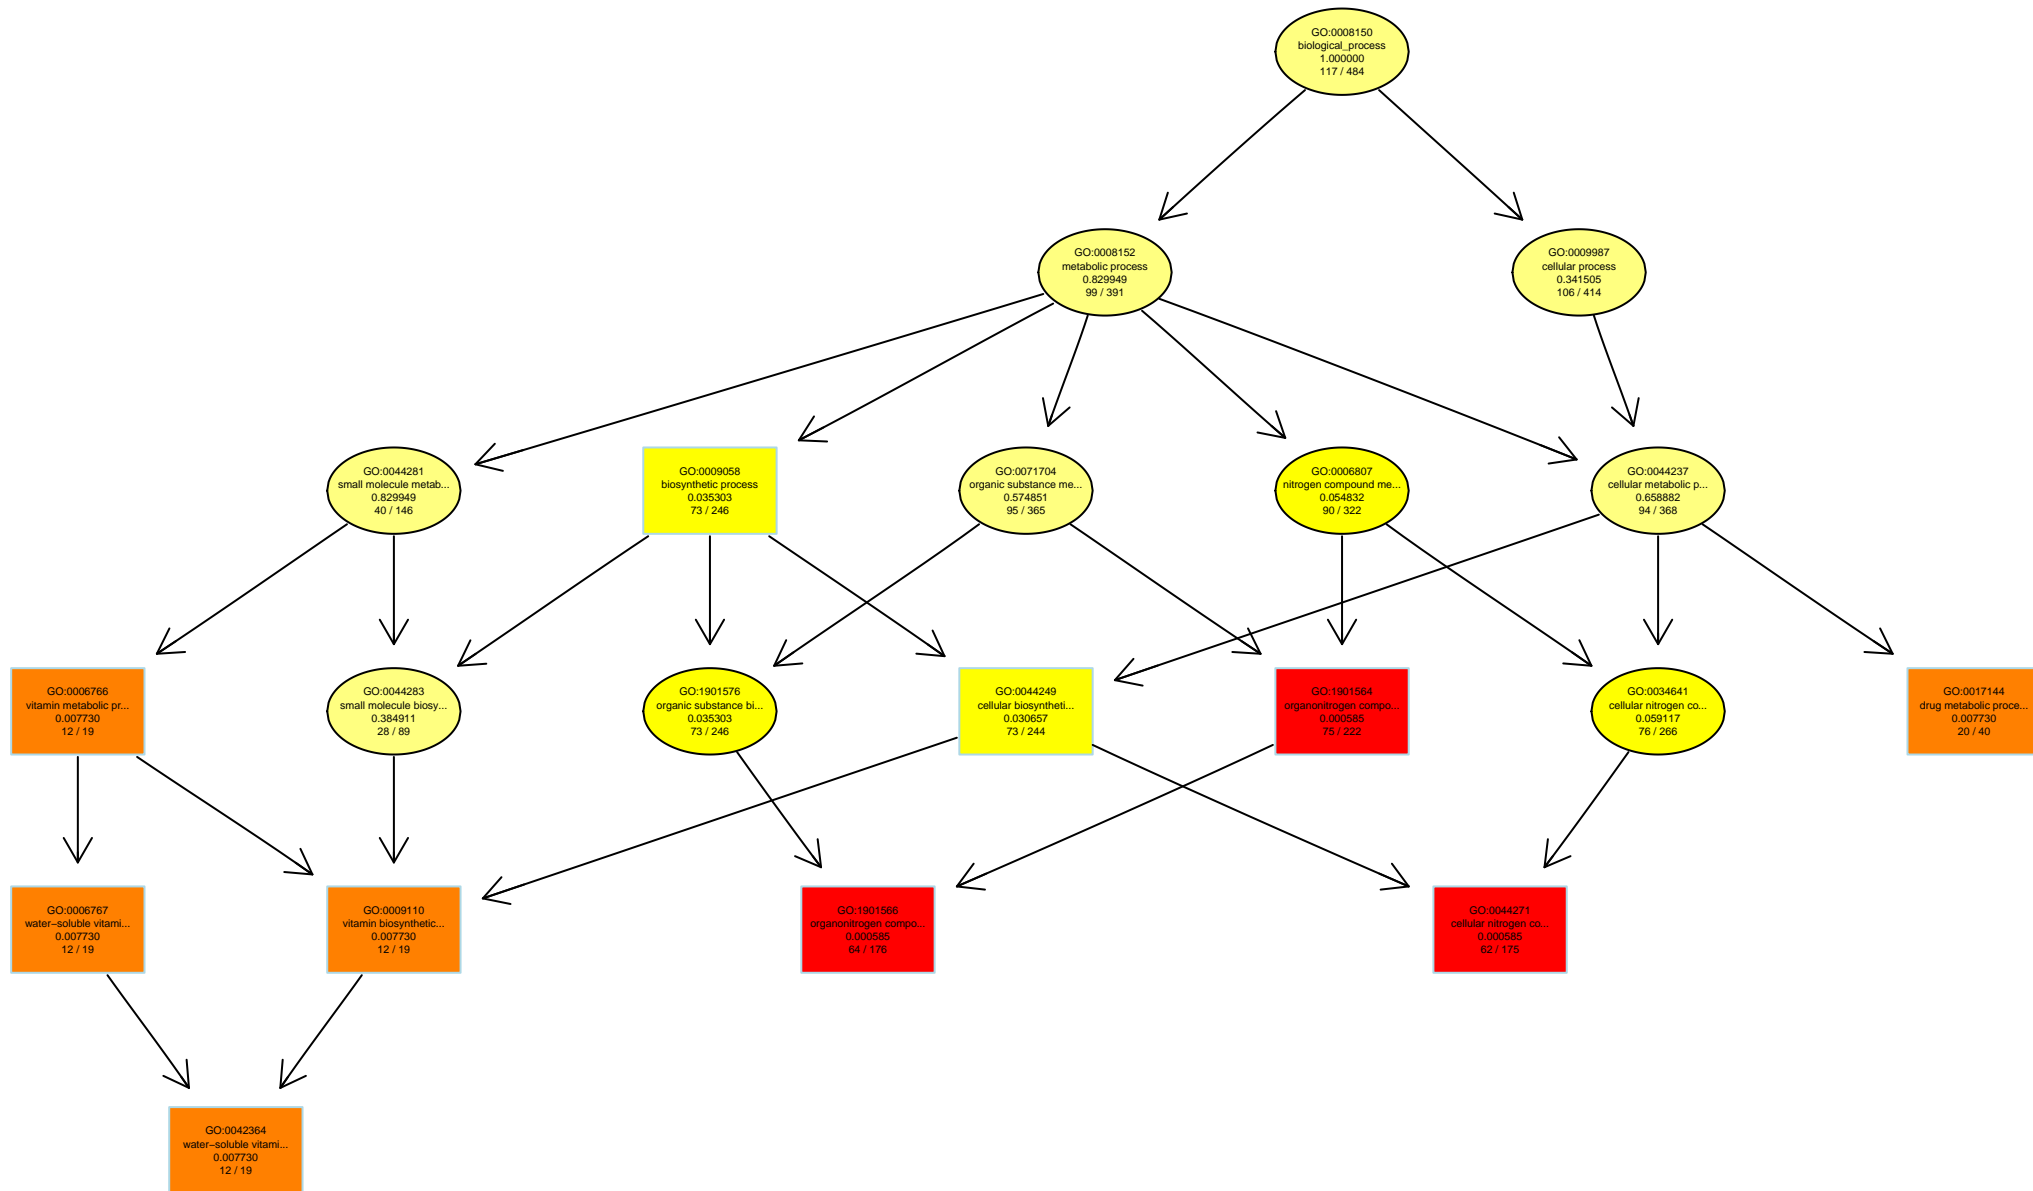 GO:0008150
biological_process
1.000000
117 / 484
GO:0008152
metabolic process
0.829949
99 / 391
GO:0009987
cellular process
0.341505
106 / 414
GO:0044281
small molecule metab...
0.829949
40 / 146
GO:0009058
biosynthetic process
0.035303
73 / 246
GO:0071704
organic substance me...
0.574851
95 / 365
GO:0006807
nitrogen compound me...
0.054832
90 / 322
GO:0044237
cellular metabolic p...
0.658882
94 / 368
GO:0006766
vitamin metabolic pr...
0.007730
12 / 19
GO:0044283
small molecule biosy...
0.384911
28 / 89
GO:1901576
organic substance bi...
0.035303
73 / 246
GO:0044249
cellular biosyntheti...
0.030657
73 / 244
GO:1901564
organonitrogen compo...
0.000585
75 / 222
GO:0034641
cellular nitrogen co...
0.059117
76 / 266
GO:0017144
drug metabolic proce...
0.007730
20 / 40
GO:0006767
water−soluble vitami...
0.007730
12 / 19
GO:0009110
vitamin biosynthetic...
0.007730
12 / 19
GO:1901566
organonitrogen compo...
0.000585
64 / 176
GO:0044271
cellular nitrogen co...
0.000585
62 / 175
GO:0042364
water−soluble vitami...
0.007730
12 / 19